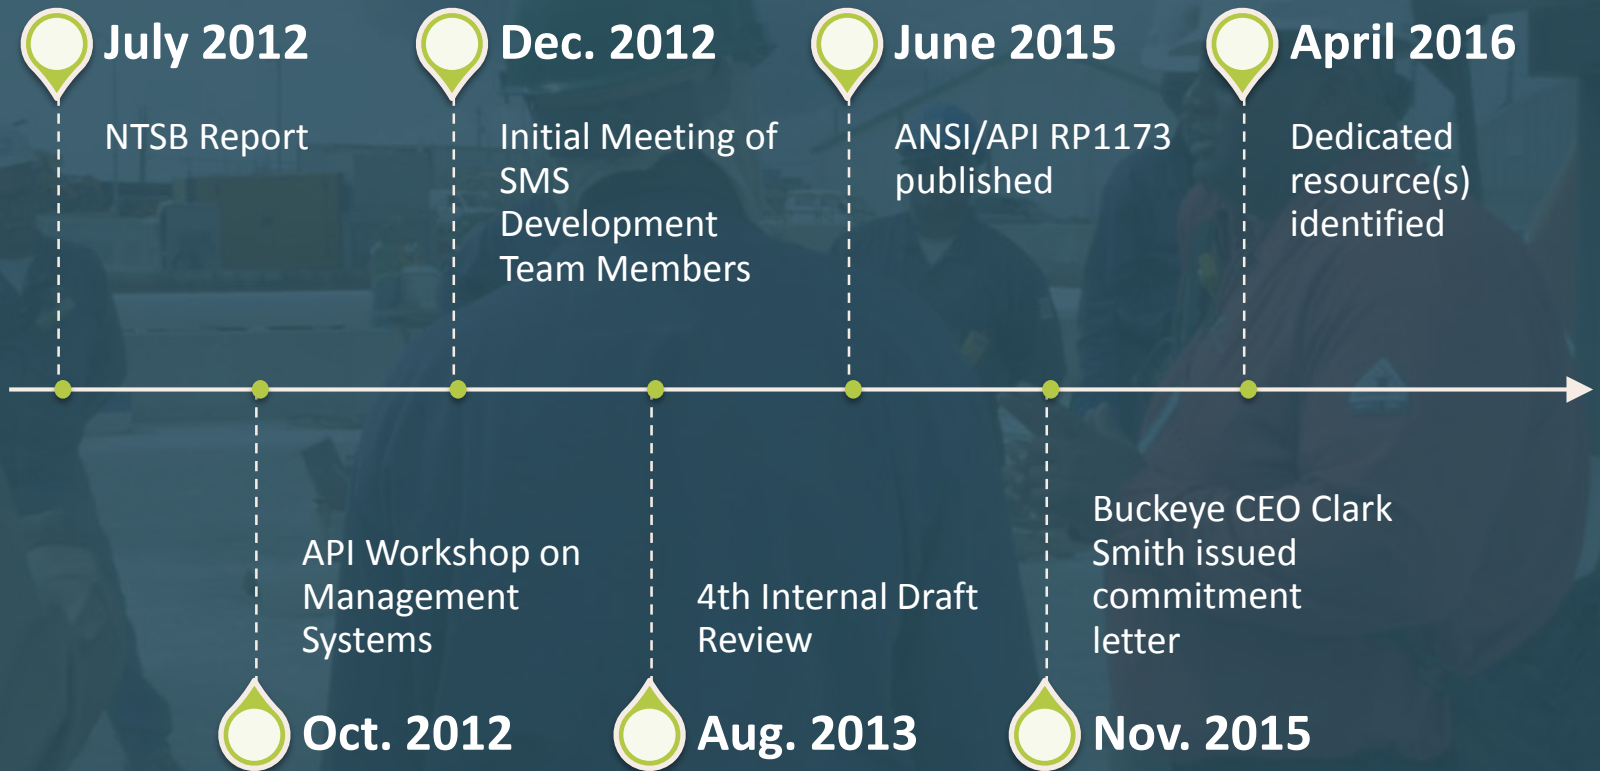 July 2012
NTSB Report
Dec. 2012
Initial Meeting of
SMS
Development
Team Members
June 2015
ANSI/API RP1173
published
April 2016
Dedicated
resource(s)
identified
API Workshop on
Management
Systems
Oct. 2012
4th Internal Draft
Review
Aug. 2013
Buckeye CEO Clark
Smith issued
commitment
letter
Nov. 2015